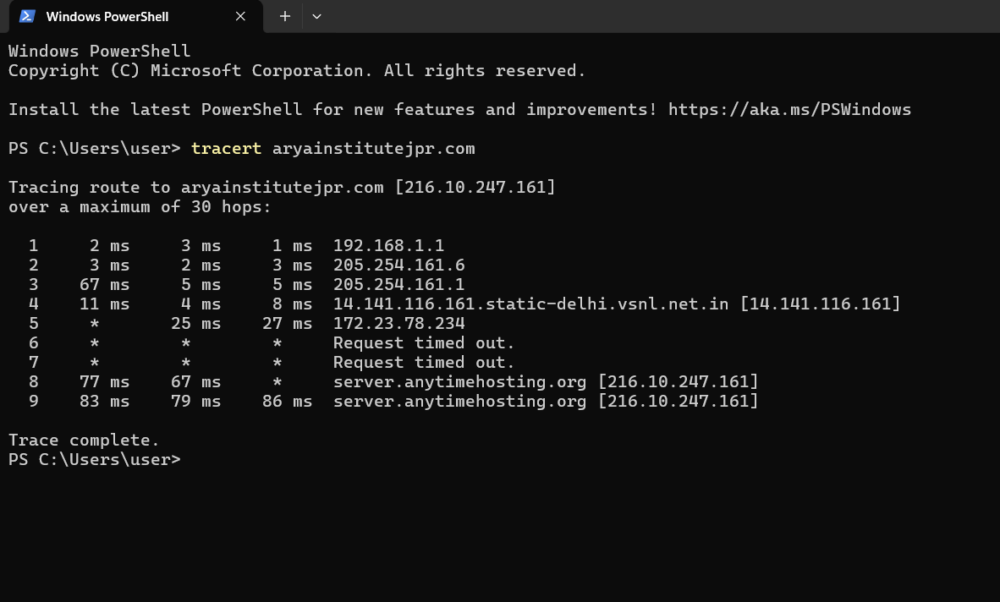 Windows PowerShell
Windows PowerShell
Copyright (C) Microsoft Corporation. All rights reserved.
Install the latest PowerShell for new features and improvements! https://aka.ms/PSWindows
PS C:\Users\user> tracert aryainstitutejpr.com
Tracing route to aryainstitutejpr.com [216.10.247.161]
over a maximum of 30 hops:
1 2 ms 3 ms 1 ms 192.168.1.1
2 3 ms 2 ms 3 ms 205.254.161.6
3 67 ms 5 ms 5 ms 205.254.161.1
4 11 ms 4 ms 8 ms 14.141.116.161.static-delhi.vsnl.net.in [14.141.116.161]
5 * 25 ms 27 ms 172.23.78.234
6 * * * Request timed out.
7 * * * Request timed out.
8 77 ms 67 ms * server.anytimehosting.org [216.10.247.161]
9 83 ms 79 ms 86 ms server.anytimehosting.org [216.10.247.161]
Trace complete.
PS C:\Users\user>